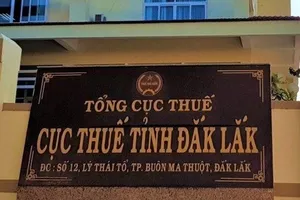 TỔNG CỤC THUẾ
CỤC THUẾ TỈNH ĐẮK LẮK
ĐC : SỐ 12, LÝ THÁI TỔ, TP. BUÔN MA THUỘT, ĐẮK LẮK